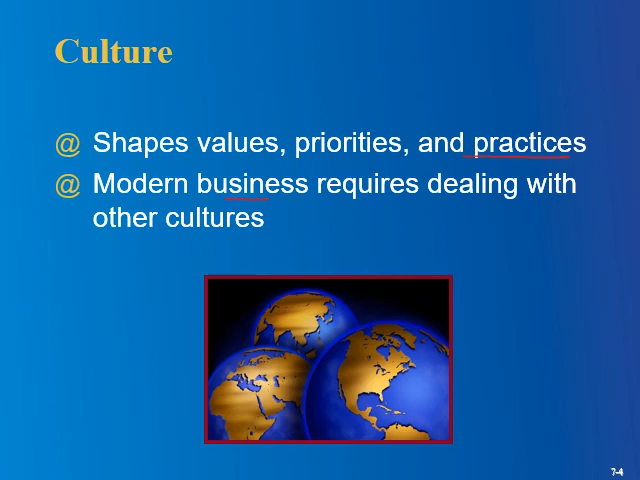 Culture
@ Shapes values, priorities, and practices
@ Modern business requires dealing with
other cultures
7-4